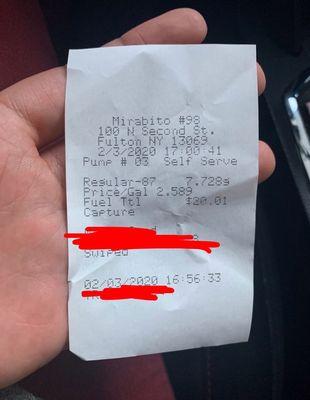 Mirabito #98
100 N Second St.
Fulton NY 13069
2/3/2020 17:00:41
Pump # 03 Self Serve
Regular-87 7.728s
Price/Gal 2.589
Fuel Ttl $20.01
Capture
Swiped
02/03/2020 16:56:33